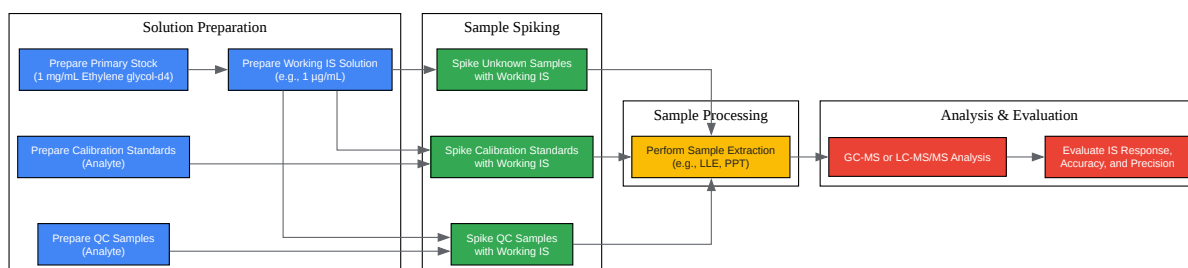 Solution Preparation
Prepare Primary Stock
(1 mg/mL Ethylene glycol-d4)
Prepare Working IS Solution
(e.g., 1 µg/mL)
Prepare Calibration Standards
(Analyte)
Prepare QC Samples
(Analyte)
Sample Spiking
Spike Unknown Samples
with Working IS
Spike Calibration Standards
with Working IS
Spike QC Samples
with Working IS
Sample Processing
Perform Sample Extraction
(e.g., LLE, PPT)
Analysis & Evaluation
GC-MS or LC-MS/MS Analysis
Evaluate IS Response,
Accuracy, and Precision